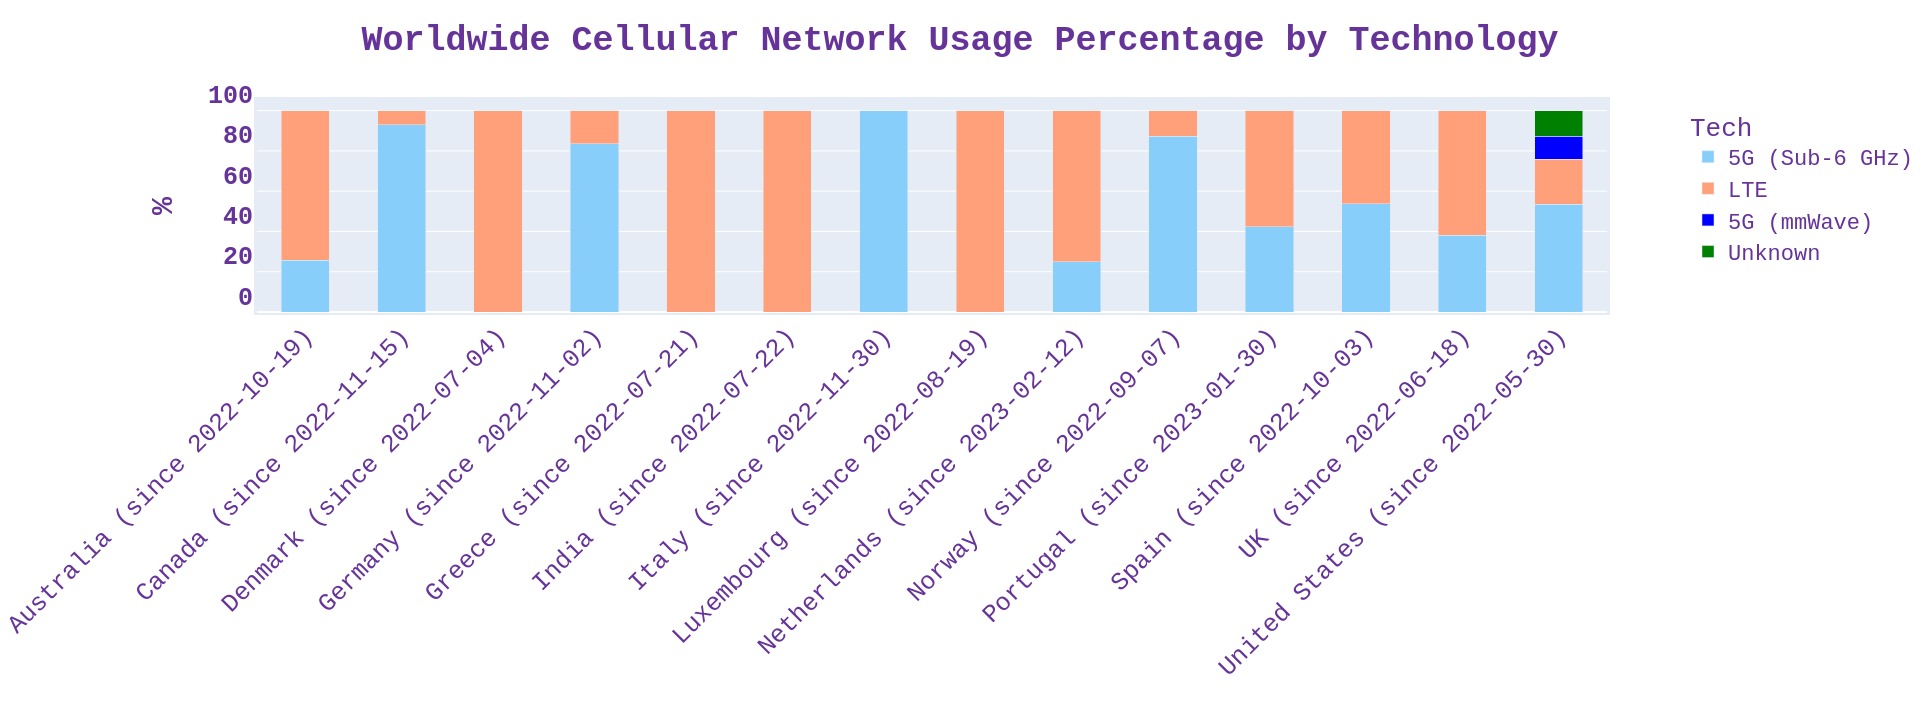 Worldwide Cellular Network Usage Percentage by Technology
%
100
80
60
40
20
0
Australia (since 2022-10-19)
Canada (since 2022-11-15)
Denmark (since 2022-07-04)
Germany (since 2022-11-02)
Greece (since 2022-07-21)
India (since 2022-07-22)
Italy (since 2022-11-30)
Luxembourg (since 2022-08-19)
Netherlands (since 2023-02-12)
Norway (since 2022-09-07)
Portugal (since 2023-01-30)
Spain (since 2022-10-03)
UK (since 2022-06-18)
United States (since 2022-05-30)
Tech
5G (Sub-6 GHz)
LTE
5G (mmWave)
Unknown